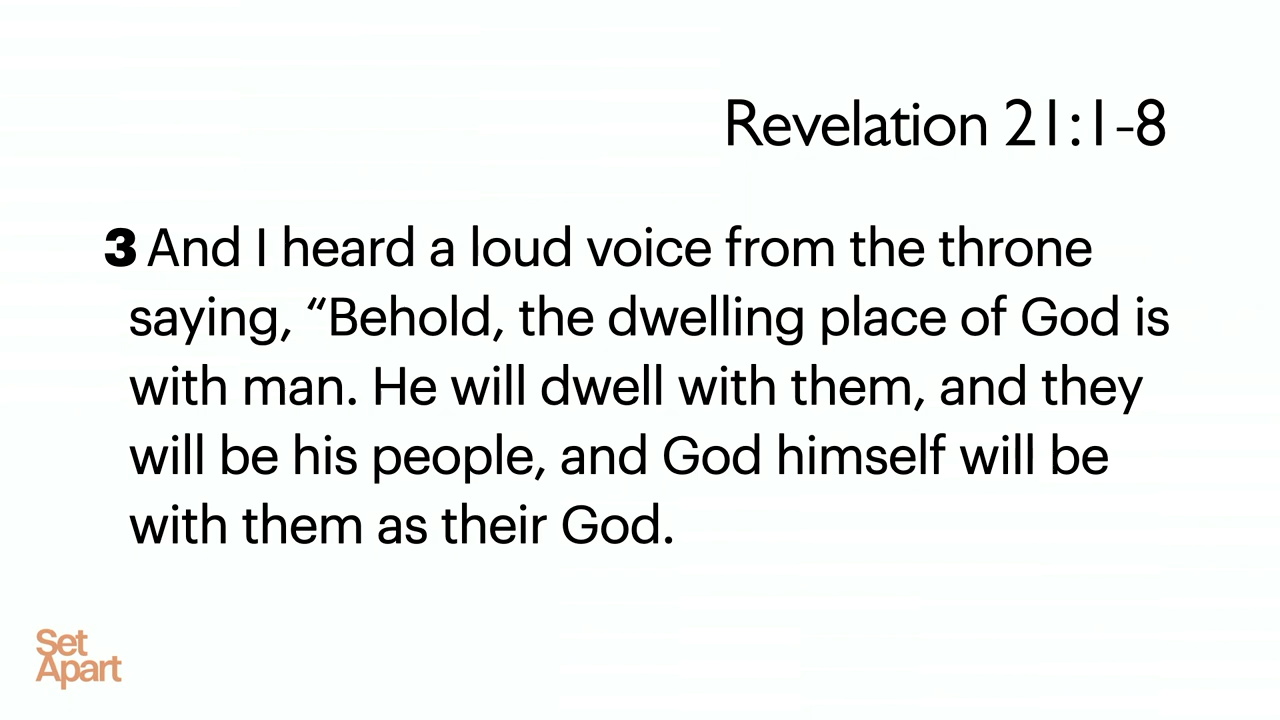 Revelation 21:1-8
3 And I heard a loud voice from the throne
saying, “Behold, the dwelling place of God is
with man. He will dwell with them, and they
will be his people, and God himself will be
with them as their God.
Set
Apart